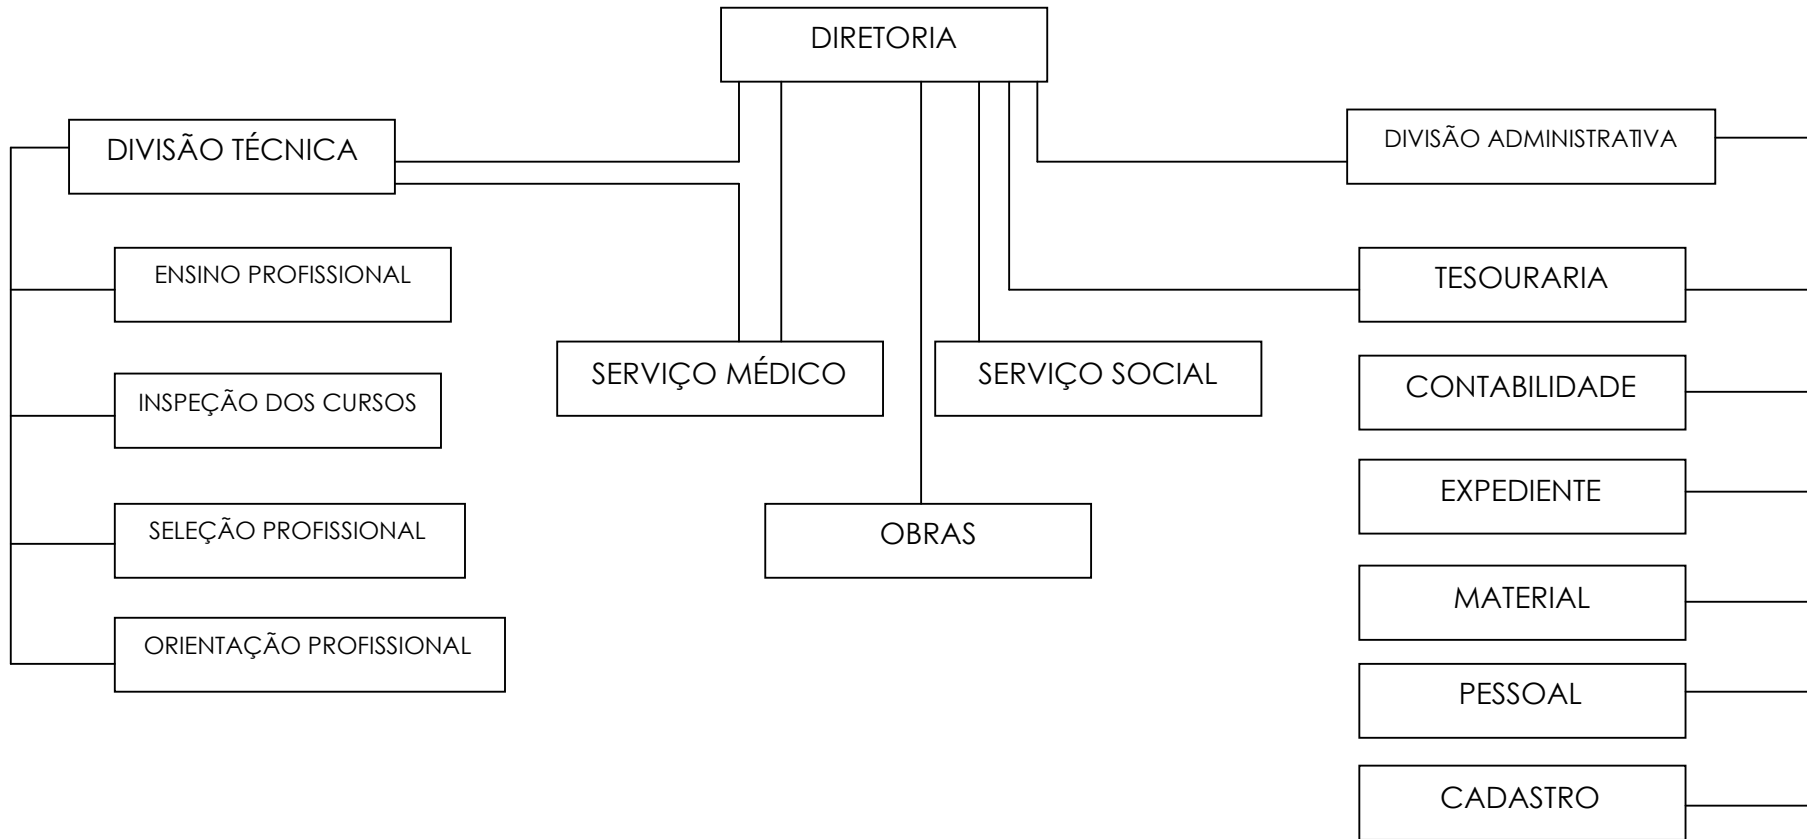 DIRETORIA
DIVISÃO TÉCNICA
DIVISÃO ADMINISTRATIVA
ENSINO PROFISSIONAL
TESOURARIA
SERVIÇO MÉDICO
SERVIÇO SOCIAL
CONTABILIDADE
INSPEÇÃO DOS CURSOS
EXPEDIENTE
SELEÇÃO PROFISSIONAL
OBRAS
MATERIAL
ORIENTAÇÃO PROFISSIONAL
PESSOAL
CADASTRO